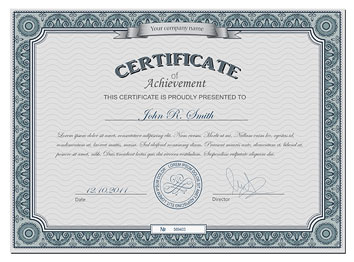 Your company name
CERTIFICATE
of
Achievement
THIS CERTIFICATE IS PROUDLY PRESENTED TO
John R. Smith
Lorem ipsum dolor sit amet, consectetur adipiscing elit. Nam cursus. Morbi ut mi. Nullam enim leo, egestas id,
condimentum at, laoreet mattis, massa. Sed eleifend nonummy diam. Praesent mauris ante, elementum et, bibendum at,
posuere sit amet, nibh. Duis tincidunt lectus quis dui viverra vestibulum. Suspendisse vulputate aliquam dui.
12.10.2011
LOREM IPSUM
Date
Director
№